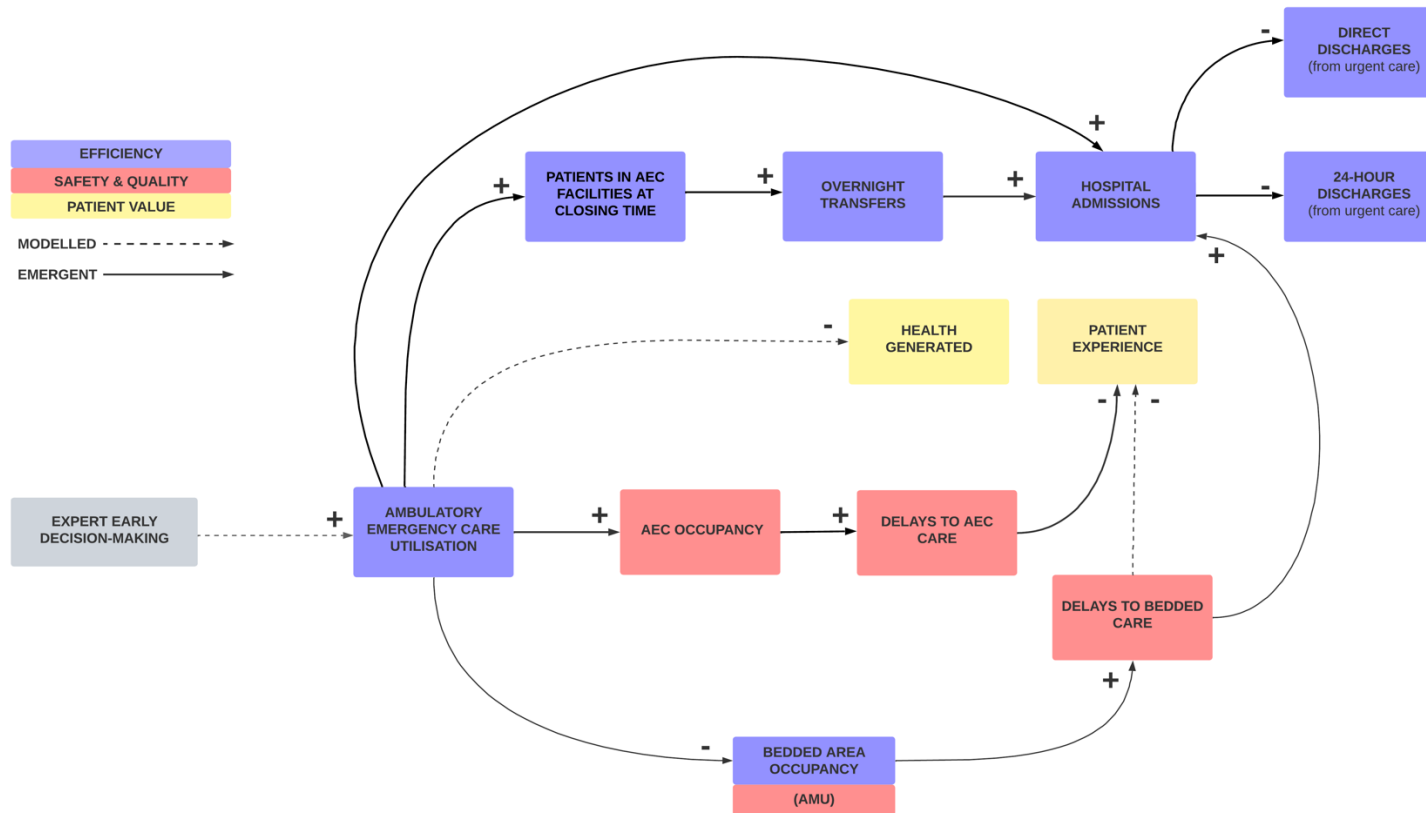 DIRECT
DISCHARGES
(from urgent care)
-
+
EFFICIENCY
SAFETY & QUALITY
PATIENT VALUE
MODELLED
EMERGENT
+
PATIENTS IN AEC
FACILITIES AT
CLOSING TIME
+
OVERNIGHT
TRANSFERS
+
HOSPITAL
ADMISSIONS
-
24-HOUR
DISCHARGES
(from urgent care)
+
-
HEALTH
GENERATED
PATIENT
EXPERIENCE
-
-
EXPERT EARLY
DECISION-MAKING
+
AMBULATORY
EMERGENCY CARE
UTILISATION
+
AEC OCCUPANCY
+
DELAYS TO AEC
CARE
DELAYS TO BEDDED
CARE
+
-
BEDDED AREA
OCCUPANCY
(AMU)